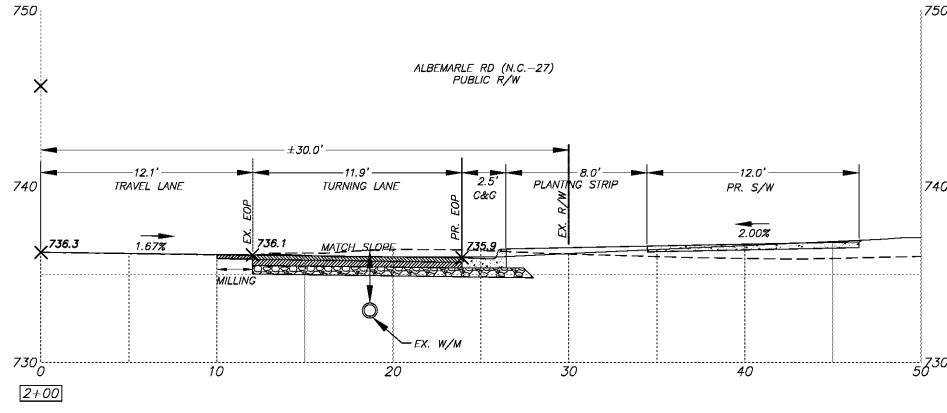 750 750
ALBEMARLE RD (N.C.-27)
PUBLIC R/W
±30.0'
12.1' 11.9' 2.5' 8.0' 12.0'
TRAVEL LANE TURNING LANE C&G PLANTING STRIP PR. S/W
740 740
EX. EOP
PR. EOP
EX. R/W
736.3 1.67% 736.1 MATCH SLOPE 735.9 2.00%
MILLING
EX. W/M
730 730
0 10 20 30 40 50
2+00